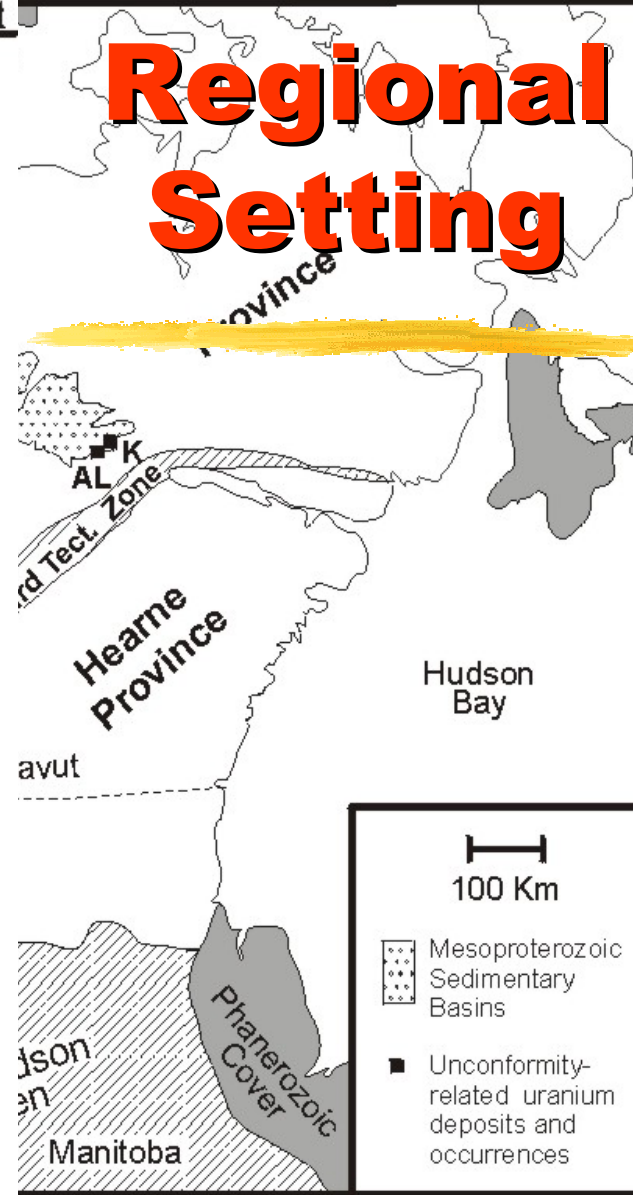 Regional
Setting
Province
K
AL
rd Tect. Zone
Hearne
Province
Hudson
Bay
avut
100 Km
Mesoproterozoic
Sedimentary
Basins
Unconformity-
related uranium
deposits and
occurrences
Phanerozoic
Cover
dson
en
Manitoba